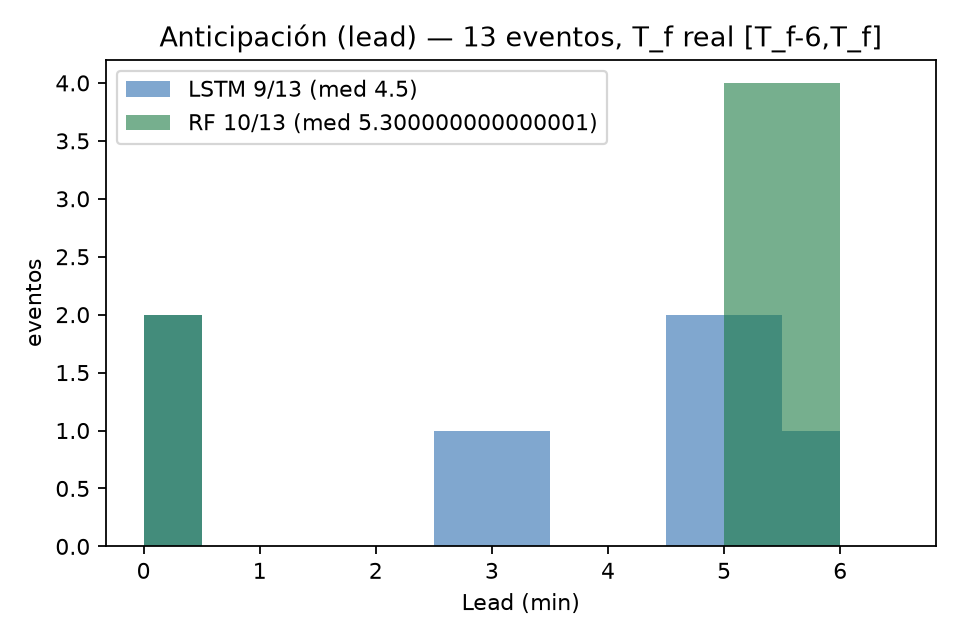 Anticipación (lead) — 13 eventos, T_f real [T_f-6,T_f]
LSTM 9/13 (med 4.5)
RF 10/13 (med 5.300000000000001)
4.0
3.5
3.0
2.5
2.0
1.5
1.0
0.5
0.0
eventos
0 1 2 3 4 5 6
Lead (min)